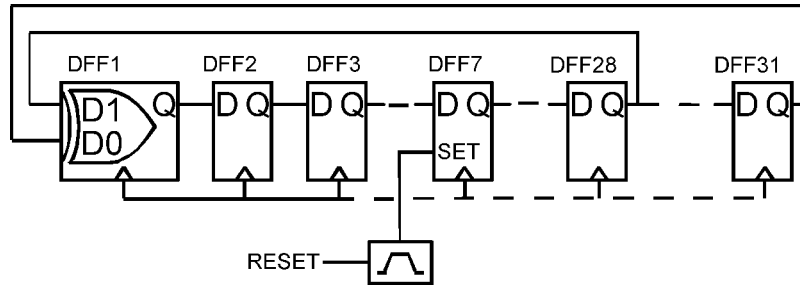 DFF1 DFF2 DFF3 DFF7 DFF28 DFF31
D1 Q D Q D Q D Q D Q D Q
D0 SET
RESET